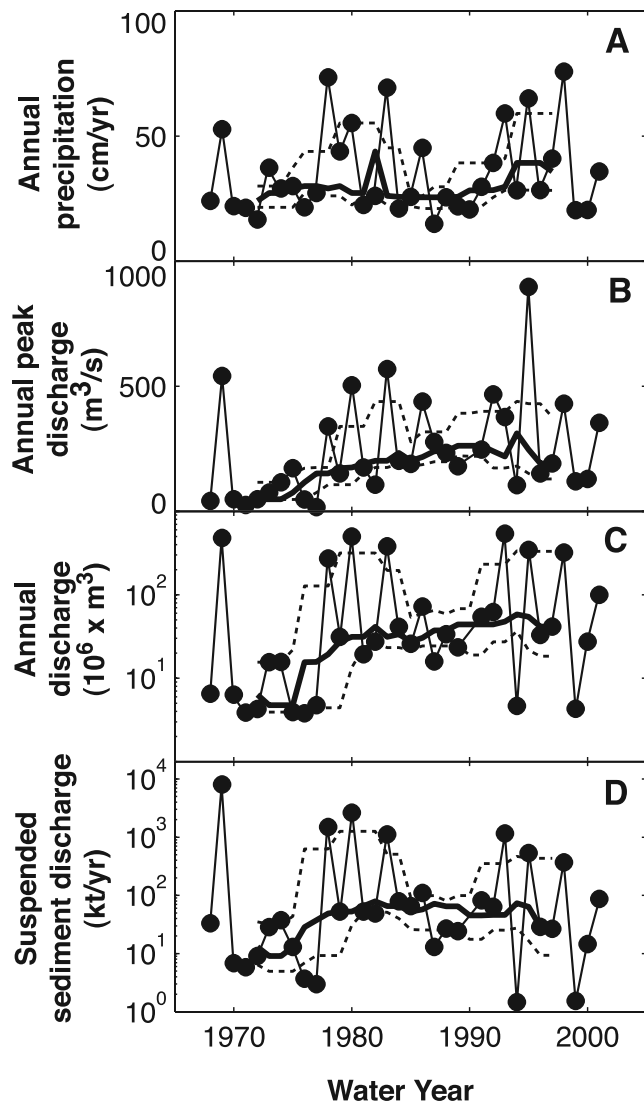 100
A
Annual
precipitation
(cm/yr)
50
0
1000
B
Annual peak
discharge
(m³/s)
500
0
C
Annual
discharge
(10⁶ x m³)
10²
10¹
10⁴
D
Suspended
sediment discharge
(kt/yr)
10³
10²
10¹
10⁰
1970 1980 1990 2000
Water Year